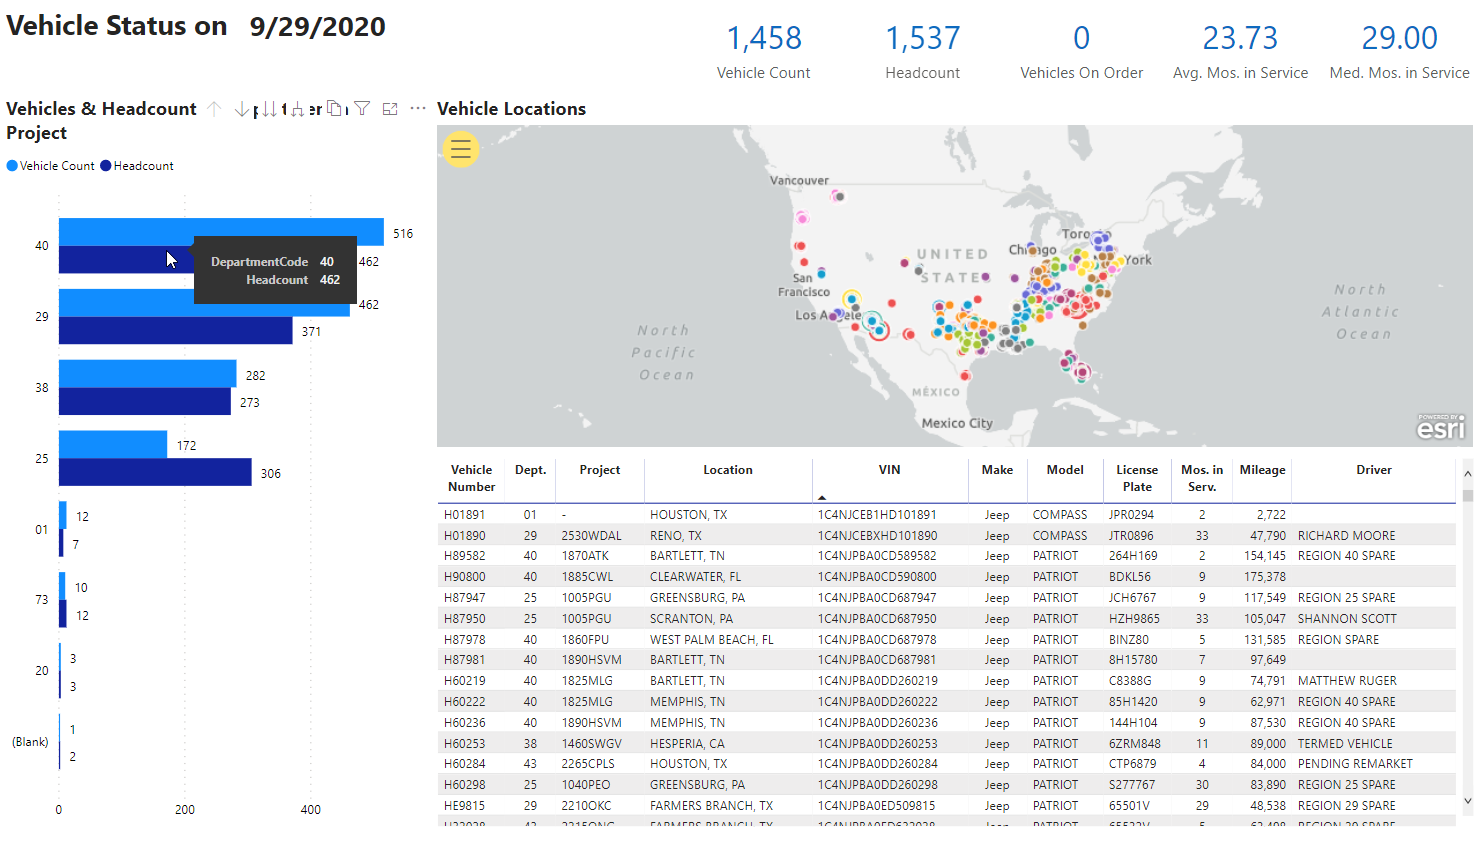 Vehicle Status on 9/29/2020
1,458
Vehicle Count
1,537
Headcount
0
Vehicles On Order
23.73
Avg. Mos. in Service
29.00
Med. Mos. in Service
Vehicles & Headcount
Project
Vehicle Count Headcount
40
516
462
DepartmentCode 40
Headcount 462
29
462
371
38
282
273
25
172
306
01
12
7
73
10
12
20
3
3
(Blank)
1
2
0 200 400
Vehicle Locations
Vancouver
Toro
Chi ago
York
UNITED
STATE
San
Francisco
Los A ele
North
Pacific
Ocean
North
Atlantic
Ocean
MÉXICO
Mexico City
POWERED BY
esri
Vehicle Number Dept. Project Location VIN Make Model License Plate Mos. in Serv. Mileage Driver
H01891 01 - HOUSTON, TX 1C4NJCEB1HD101891 Jeep COMPASS JPR0294 2 2,722
H01890 29 2530WDAL RENO, TX 1C4NJCEBXHD101890 Jeep COMPASS JTR0896 33 47,790 RICHARD MOORE
H89582 40 1870ATK BARTLETT, TN 1C4NJPBA0CD589582 Jeep PATRIOT 264H169 2 154,145 REGION 40 SPARE
H90800 40 1885CWL CLEARWATER, FL 1C4NJPBA0CD590800 Jeep PATRIOT BDKL56 9 175,378
H87947 25 1005PGU GREENSBURG, PA 1C4NJPBA0CD687947 Jeep PATRIOT JCH6767 9 117,549 REGION 25 SPARE
H87950 25 1005PGU SCRANTON, PA 1C4NJPBA0CD687950 Jeep PATRIOT HZH9865 33 105,047 SHANNON SCOTT
H87978 40 1860FPU WEST PALM BEACH, FL 1C4NJPBA0CD687978 Jeep PATRIOT BINZ80 5 131,585 REGION SPARE
H87981 40 1890HSVM BARTLETT, TN 1C4NJPBA0CD687981 Jeep PATRIOT 8H15780 7 97,649
H60219 40 1825MLG BARTLETT, TN 1C4NJPBA0DD260219 Jeep PATRIOT C8388G 9 74,791 MATTHEW RUGER
H60222 40 1825MLG MEMPHIS, TN 1C4NJPBA0DD260222 Jeep PATRIOT 85H1420 9 62,971 REGION 40 SPARE
H60236 40 1890HSVM MEMPHIS, TN 1C4NJPBA0DD260236 Jeep PATRIOT 144H104 9 87,530 REGION 40 SPARE
H60253 38 1460SWGV HESPERIA, CA 1C4NJPBA0DD260253 Jeep PATRIOT 6ZRM848 11 89,000 TERMED VEHICLE
H60284 43 2265CPLS HOUSTON, TX 1C4NJPBA0DD260284 Jeep PATRIOT CTP6879 4 84,000 PENDING REMARKET
H60298 25 1040PEO GREENSBURG, PA 1C4NJPBA0DD260298 Jeep PATRIOT S277767 30 83,890 REGION 25 SPARE
HE9815 29 2210OKC FARMERS BRANCH, TX 1C4NJPBA0ED509815 Jeep PATRIOT 65501V 29 48,538 REGION 29 SPARE